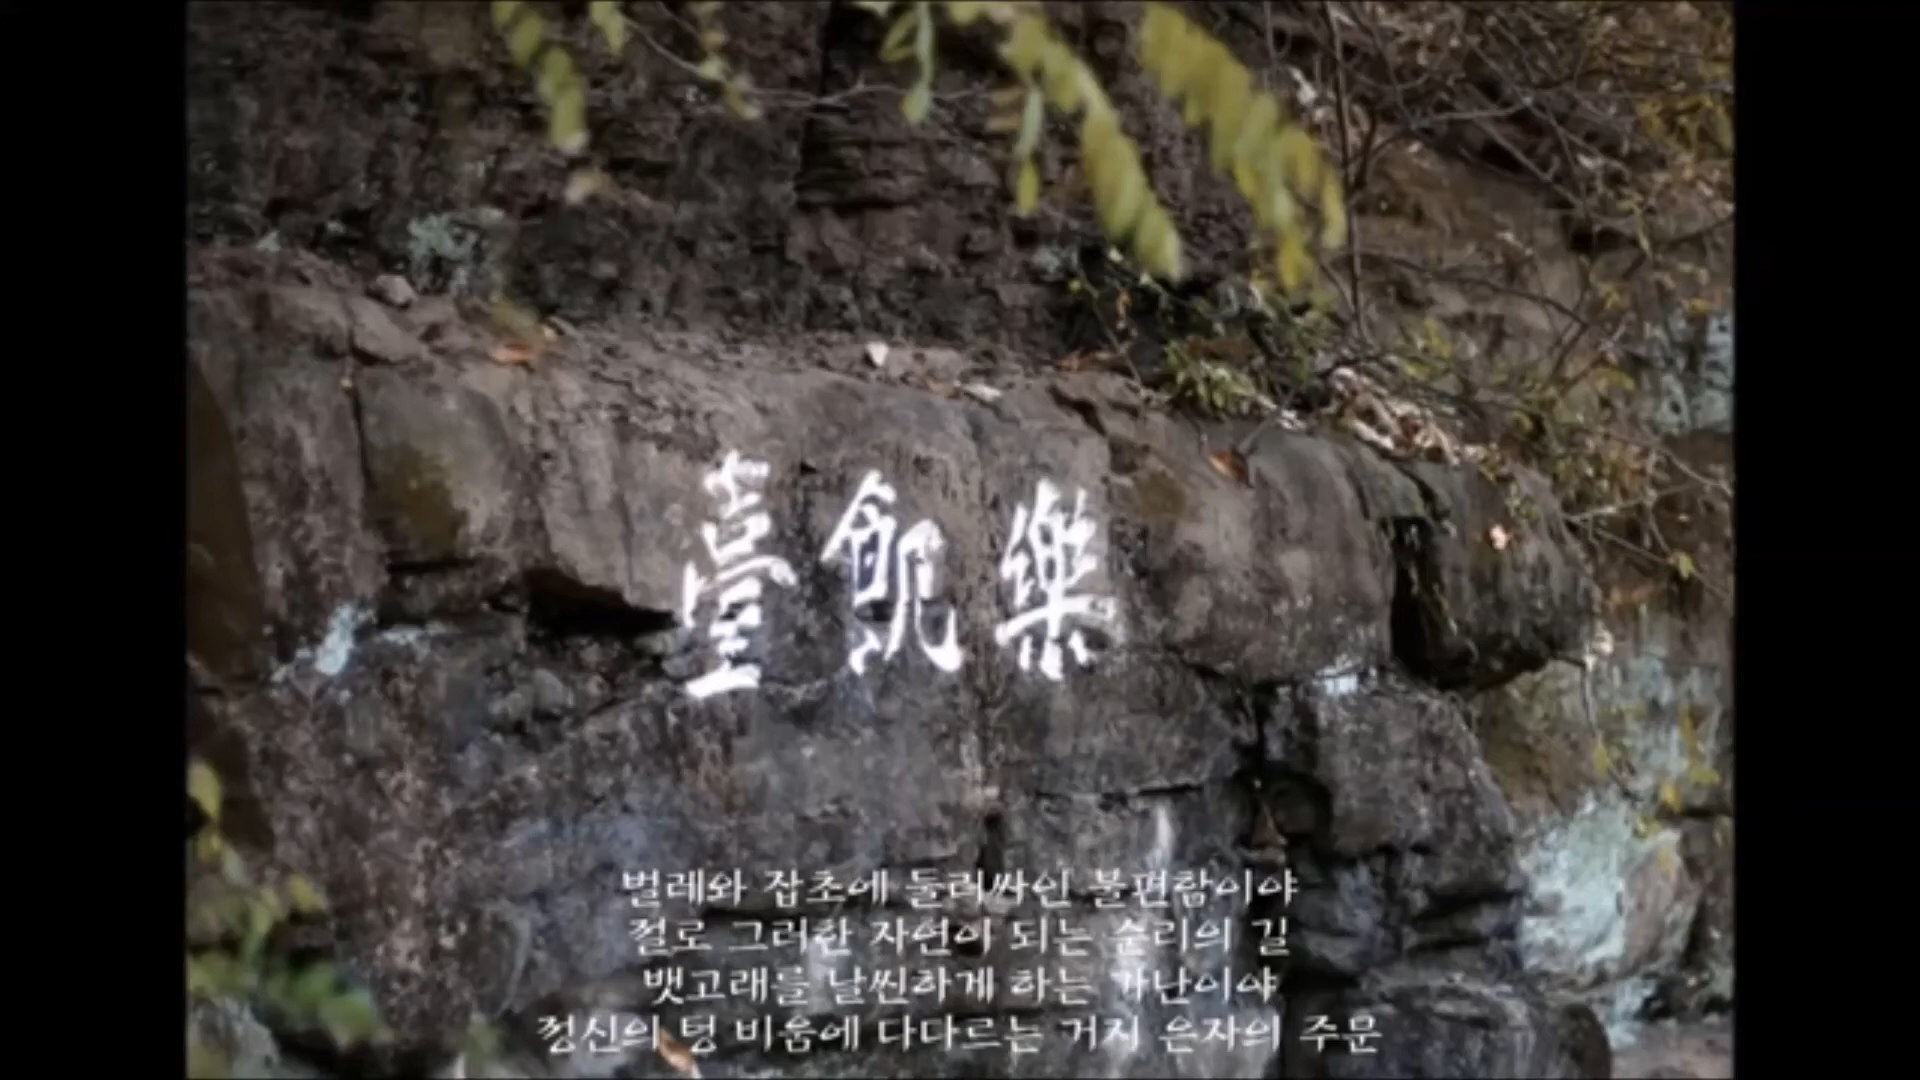 樂飢臺
벌레와 잡초에 둘러싸인 불편함이야
절로 그러한 자연이 되는 순리의 길
뱃고래를 날씬하게 하는 가난이야
정신의 텅 비움에 다다르는 거지 은자의 주문